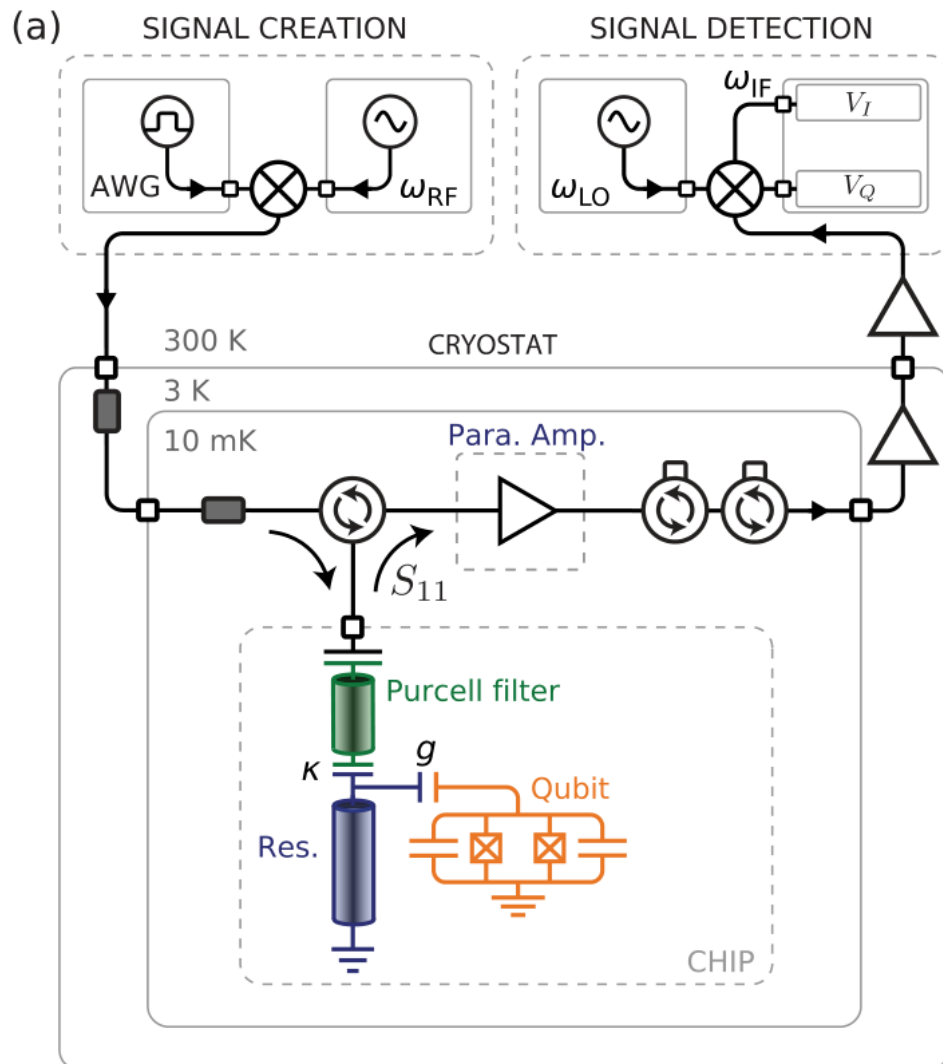 (a)
SIGNAL CREATION
SIGNAL DETECTION
AWG
ω_RF
ω_LO
ω_IF
V_I
V_Q
300 K
CRYOSTAT
3 K
10 mK
Para. Amp.
S_11
Purcell filter
κ
g
Qubit
Res.
CHIP